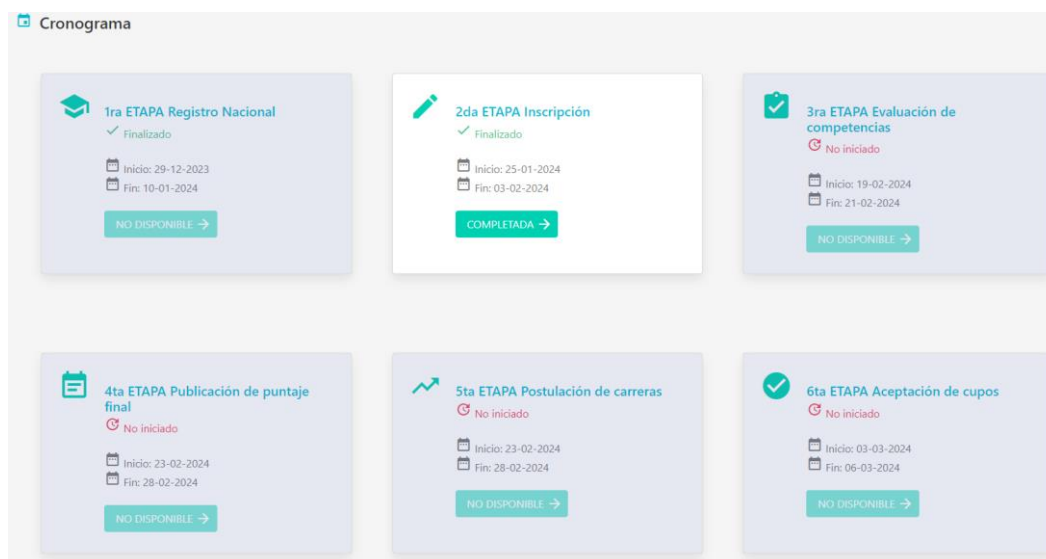 Cronograma
1ra ETAPA Registro Nacional
Finalizado
Inicio: 29-12-2023
Fin: 10-01-2024
NO DISPONIBLE →
2da ETAPA Inscripción
Finalizado
Inicio: 25-01-2024
Fin: 03-02-2024
COMPLETADA →
3ra ETAPA Evaluación de
competencias
No iniciado
Inicio: 19-02-2024
Fin: 21-02-2024
NO DISPONIBLE →
4ta ETAPA Publicación de puntaje
final
No iniciado
Inicio: 23-02-2024
Fin: 28-02-2024
NO DISPONIBLE →
5ta ETAPA Postulación de carreras
No iniciado
Inicio: 23-02-2024
Fin: 28-02-2024
NO DISPONIBLE →
6ta ETAPA Aceptación de cupos
No iniciado
Inicio: 03-03-2024
Fin: 06-03-2024
NO DISPONIBLE →